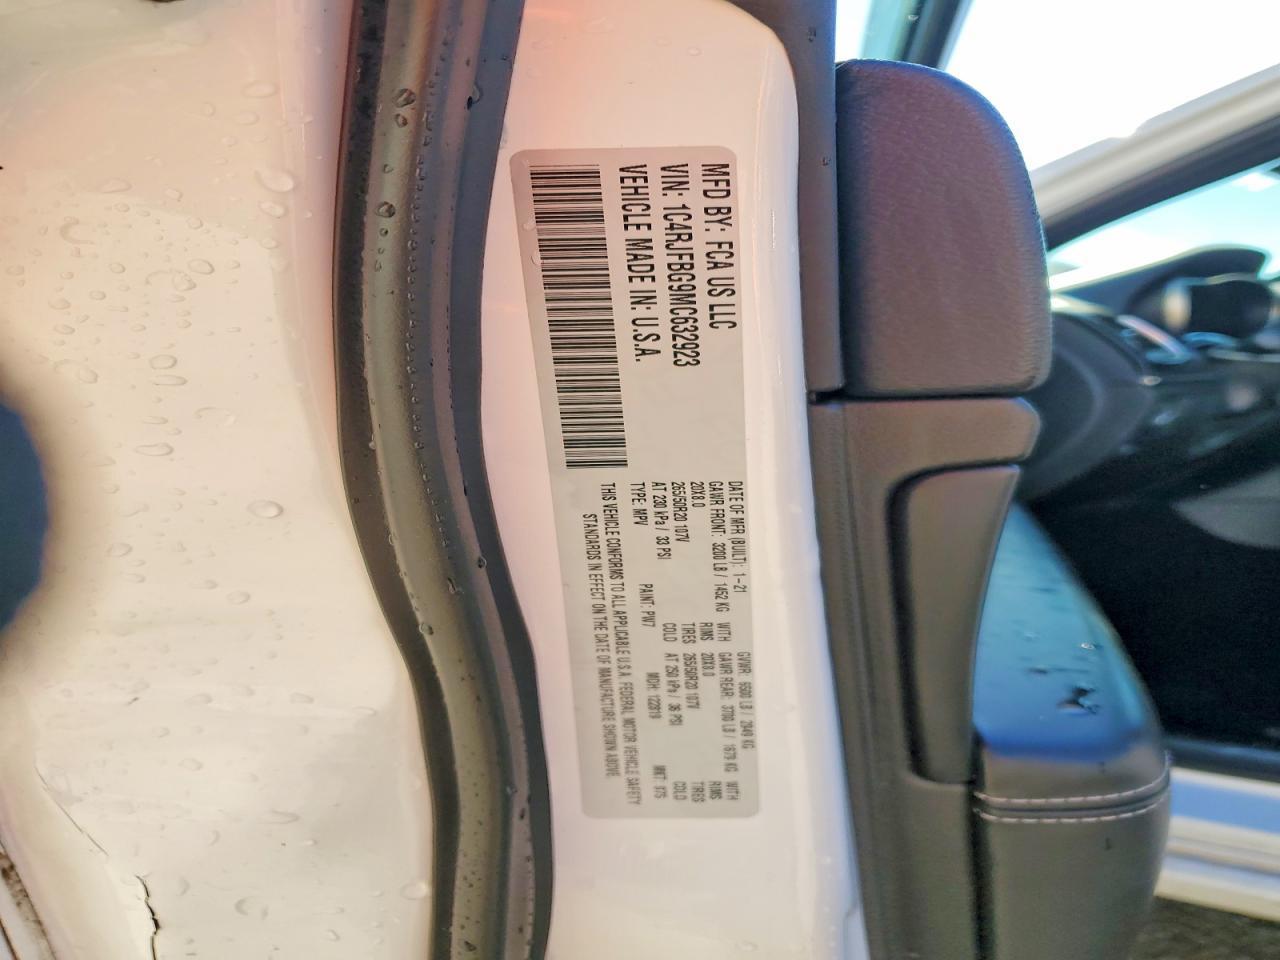 MFD BY: FCA US LLC
VIN: 1C4RJFBG9MC632923
VEHICLE MADE IN: U.S.A.
DATE OF MFR (BUILT): 1-21 GVWR: 6500 LB / 2949 KG
GAWR FRONT: 3200 LB / 1452 KG WITH GAWR REAR: 3700 LB / 1679 KG WITH
20X8.0 RIMS 20X8.0 RIMS
265/50R20 107V TIRES 265/50R20 107V TIRES
AT 230 kPa / 33 PSI COLD AT 250 kPa / 36 PSI COLD
TYPE: MPV PAINT: PW7 MDH: 122819 MKT: 975
THIS VEHICLE CONFORMS TO ALL APPLICABLE U.S.A. FEDERAL MOTOR VEHICLE SAFETY
STANDARDS IN EFFECT ON THE DATE OF MANUFACTURE SHOWN ABOVE.